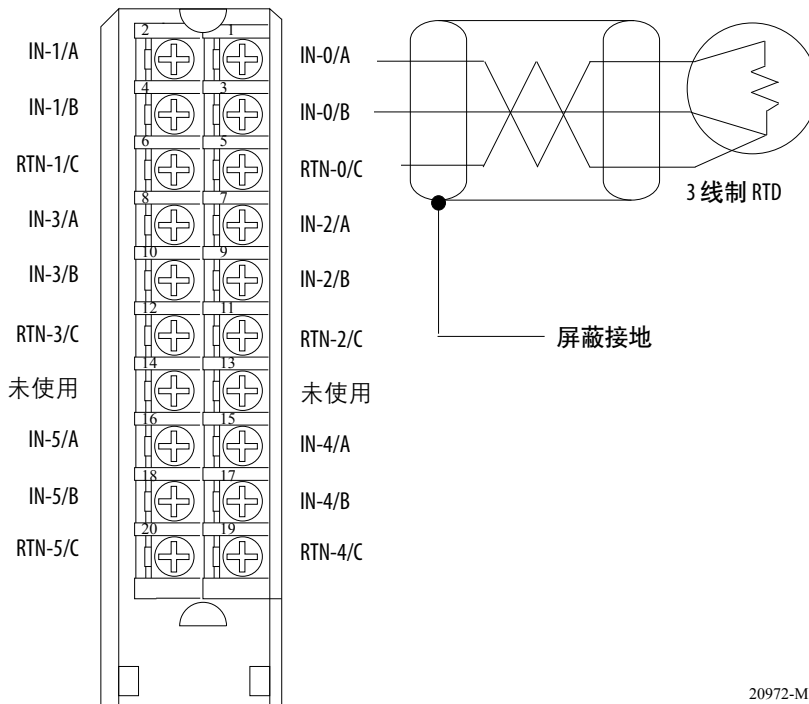 2 1
IN-1/A IN-0/A
4 3
IN-1/B IN-0/B
6 5
RTN-1/C RTN-0/C
3 线制 RTD
8 7
IN-3/A IN-2/A
10 9
IN-3/B IN-2/B
12 11
RTN-3/C RTN-2/C
屏蔽接地
14 13
未使用 未使用
16 15
IN-5/A IN-4/A
18 17
IN-5/B IN-4/B
20 19
RTN-5/C RTN-4/C
20972-M